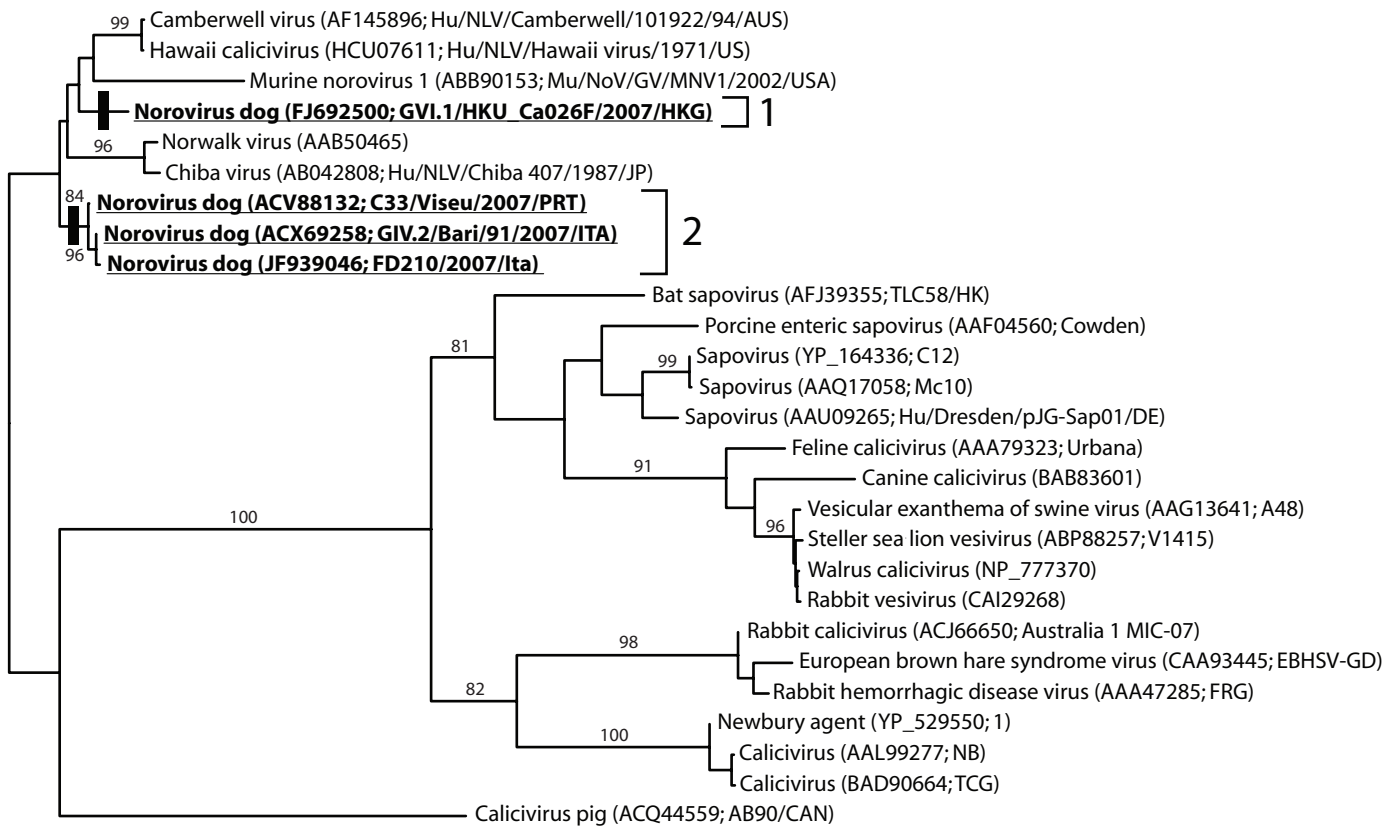 99
Camberwell virus (AF145896; Hu/NLV/Camberwell/101922/94/AUS)
Hawaii calicivirus (HCU07611; Hu/NLV/Hawaii virus/1971/US)
Murine norovirus 1 (ABB90153; Mu/NoV/GV/MNV1/2002/USA)
Norovirus dog (FJ692500; GVI.1/HKU_Ca026F/2007/HKG)
1
96
Norwalk virus (AAB50465)
Chiba virus (AB042808; Hu/NLV/Chiba 407/1987/JP)
84
Norovirus dog (ACV88132; C33/Viseu/2007/PRT)
Norovirus dog (ACX69258; GIV.2/Bari/91/2007/ITA)
2
96
Norovirus dog (JF939046; FD210/2007/Ita)
Bat sapovirus (AFJ39355; TLC58/HK)
Porcine enteric sapovirus (AAF04560; Cowden)
81
99
Sapovirus (YP_164336; C12)
Sapovirus (AAQ17058; Mc10)
Sapovirus (AAU09265; Hu/Dresden/pJG-Sap01/DE)
Feline calicivirus (AAA79323; Urbana)
91
Canine calicivirus (BAB83601)
Vesicular exanthema of swine virus (AAG13641; A48)
96
Steller sea lion vesivirus (ABP88257; V1415)
Walrus calicivirus (NP_777370)
Rabbit vesivirus (CAI29268)
100
Rabbit calicivirus (ACJ66650; Australia 1 MIC-07)
98
European brown hare syndrome virus (CAA93445; EBHSV-GD)
Rabbit hemorrhagic disease virus (AAA47285; FRG)
82
Newbury agent (YP_529550; 1)
100
Calicivirus (AAL99277; NB)
Calicivirus (BAD90664; TCG)
Calicivirus pig (ACQ44559; AB90/CAN)